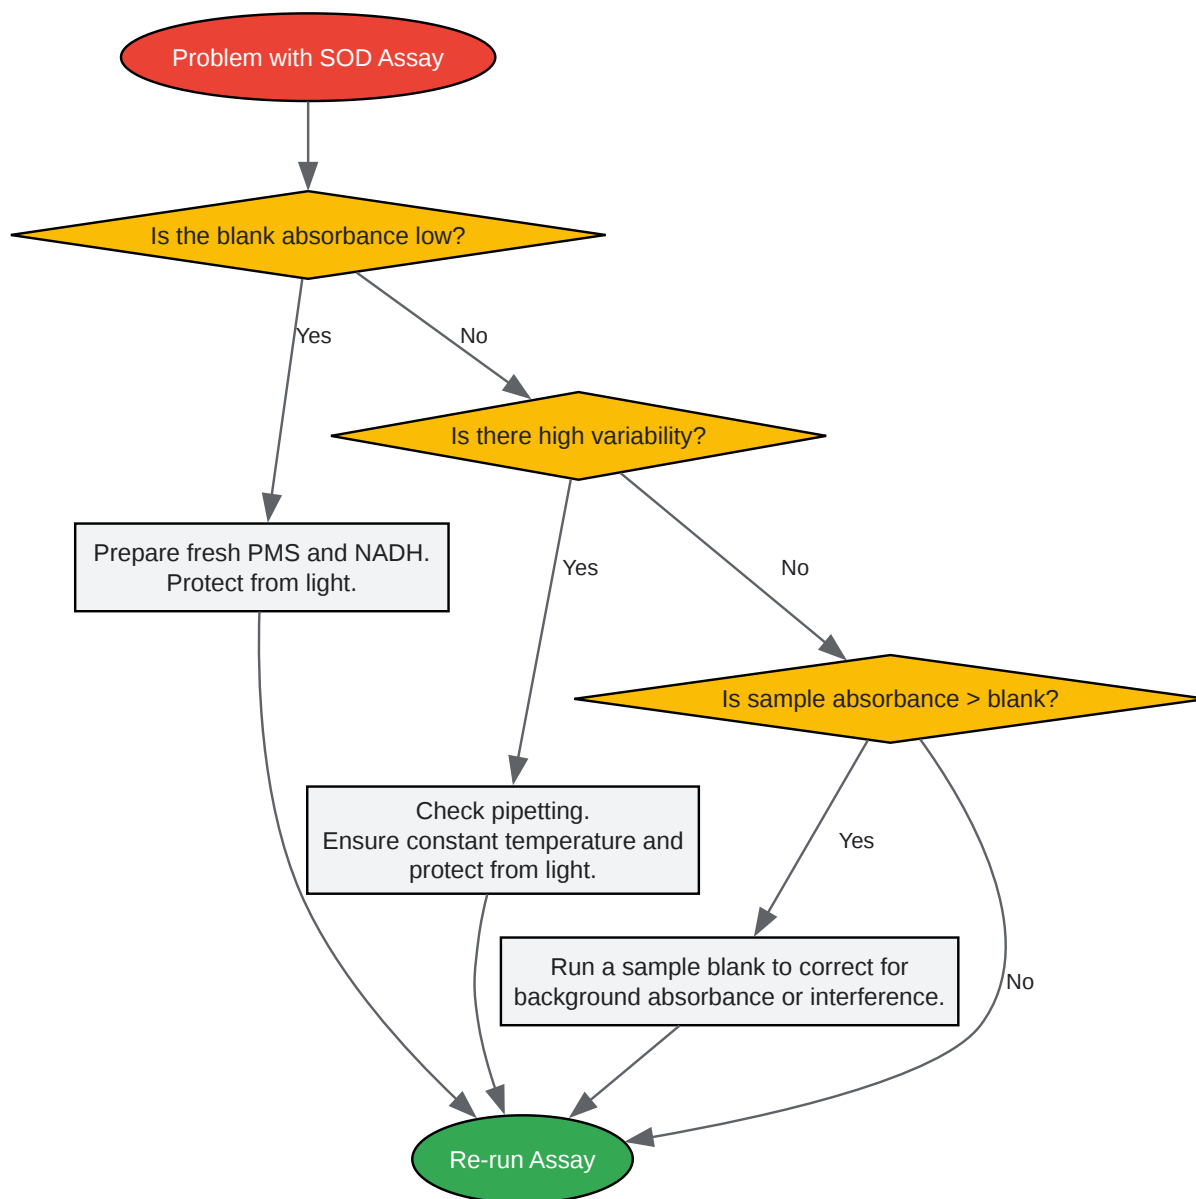 Problem with SOD Assay
Is the blank absorbance low?
Yes
No
Is there high variability?
Prepare fresh PMS and NADH.
Protect from light.
Yes
No
Is sample absorbance > blank?
Check pipetting.
Ensure constant temperature and
protect from light.
Yes
Run a sample blank to correct for
background absorbance or interference.
No
Re-run Assay